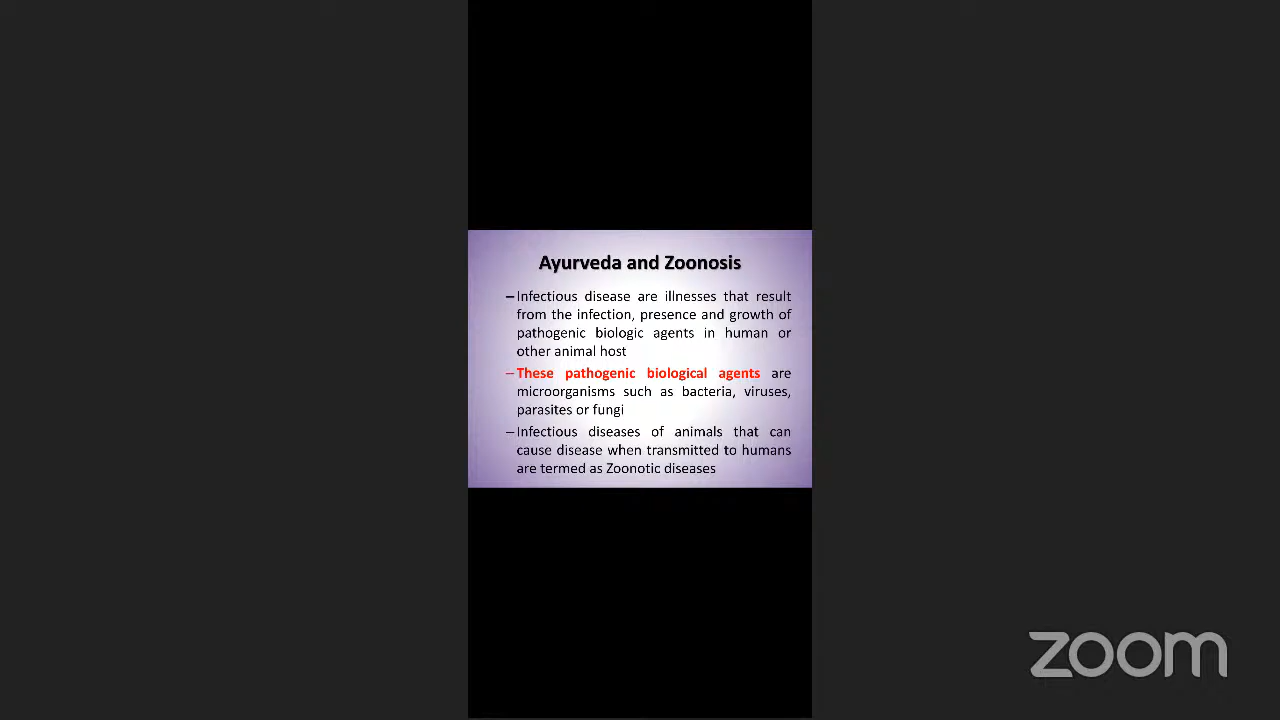 Ayurveda and Zoonosis
–Infectious disease are illnesses that result
from the infection, presence and growth of
pathogenic biologic agents in human or
other animal host
–These pathogenic biological agents are
microorganisms such as bacteria, viruses,
parasites or fungi
–Infectious diseases of animals that can
cause disease when transmitted to humans
are termed as Zoonotic diseases
zoom